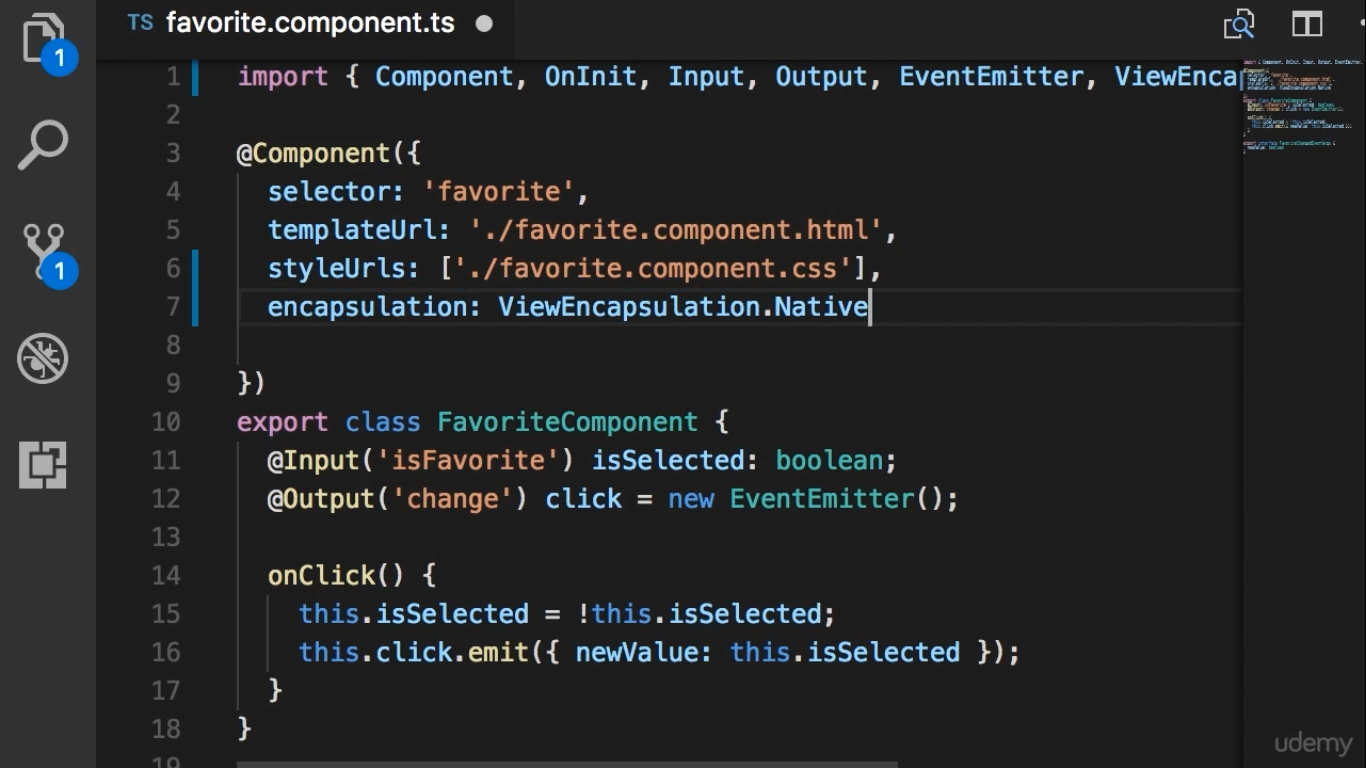 1
TS favorite.component.ts
1 import { Component, OnInit, Input, Output, EventEmitter, ViewEncap
2
3 @Component({
4 selector: 'favorite',
5 templateUrl: './favorite.component.html',
6 styleUrls: ['./favorite.component.css'],
7 encapsulation: ViewEncapsulation.Native
8
9 })
10 export class FavoriteComponent {
11 @Input('isFavorite') isSelected: boolean;
12 @Output('change') click = new EventEmitter();
13
14 onClick() {
15 this.isSelected = !this.isSelected;
16 this.click.emit({ newValue: this.isSelected });
17 }
18 }
19
1
udemy